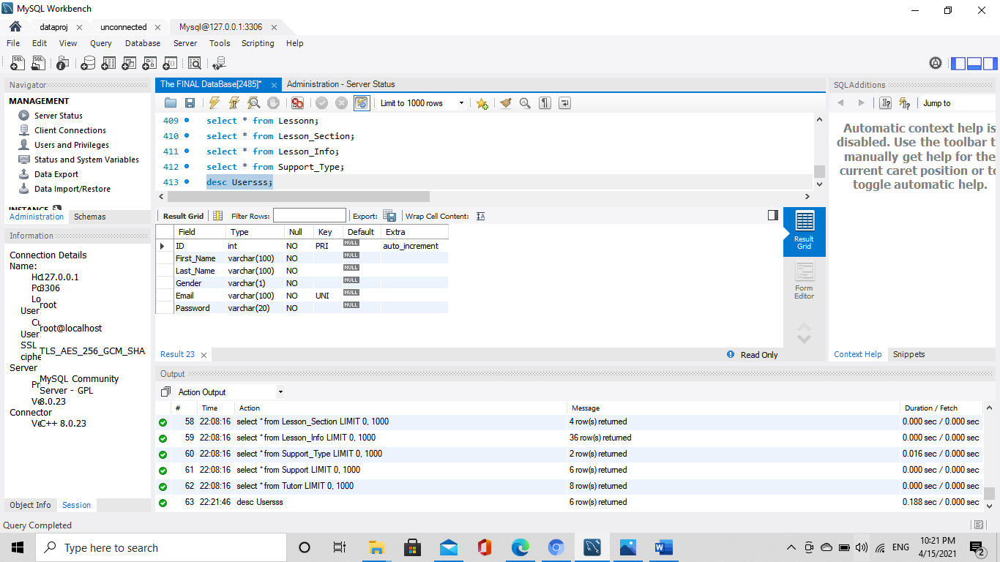 MySQL Workbench
dataproj
unconnected
Mysql@127.0.0.1:3306
File Edit View Query Database Server Tools Scripting Help
Navigator
MANAGEMENT
Server Status
Client Connections
Users and Privileges
Status and System Variables
Data Export
Data Import/Restore
INSTANCE
Administration Schemas
Information
Connection Details
Name:
Ho127.0.0.1
Po3306
Lo
root
User
Cu
root@localhost
User
SSL
TLS_AES_256_GCM_SHA
ciphe
Server
MySQL Community
Pr
Server - GPL
Ve8.0.23
Connector
VeC++ 8.0.23
Object Info Session
The FINAL DataBase[2485]*
Administration - Server Status
Limit to 1000 rows
409 select * from Lessonn;
410 select * from Lesson_Section;
411 select * from Lesson_Info;
412 select * from Support_Type;
413 desc Usersss;
Result Grid Filter Rows: Export: Wrap Cell Content: IA
Field Type Null Key Default Extra
ID int NO PRI NULL auto_increment
First_Name varchar(100) NO NULL
Last_Name varchar(100) NO NULL
Gender varchar(1) NO NULL
Email varchar(100) NO UNI NULL
Password varchar(20) NO NULL
Result
Grid
Form
Editor
Result 23
Read Only
SQLAdditions
Jump to
Automatic context help is
disabled. Use the toolbar t
manually get help for the
current caret position or to
toggle automatic help.
Context Help Snippets
Output
Action Output
# Time Action Message Duration / Fetch
58 22:08:16 select * from Lesson_Section LIMIT 0, 1000 4 row(s) returned 0.000 sec / 0.000 sec
59 22:08:16 select * from Lesson_Info LIMIT 0, 1000 36 row(s) returned 0.000 sec / 0.000 sec
60 22:08:16 select * from Support_Type LIMIT 0, 1000 2 row(s) returned 0.016 sec / 0.000 sec
61 22:08:16 select * from Support LIMIT 0, 1000 6 row(s) returned 0.000 sec / 0.000 sec
62 22:08:16 select * from Tutorr LIMIT 0, 1000 8 row(s) returned 0.000 sec / 0.000 sec
63 22:21:46 desc Usersss 6 row(s) returned 0.188 sec / 0.000 sec
Query Completed
Type here to search
ENG
10:21 PM
4/15/2021
2